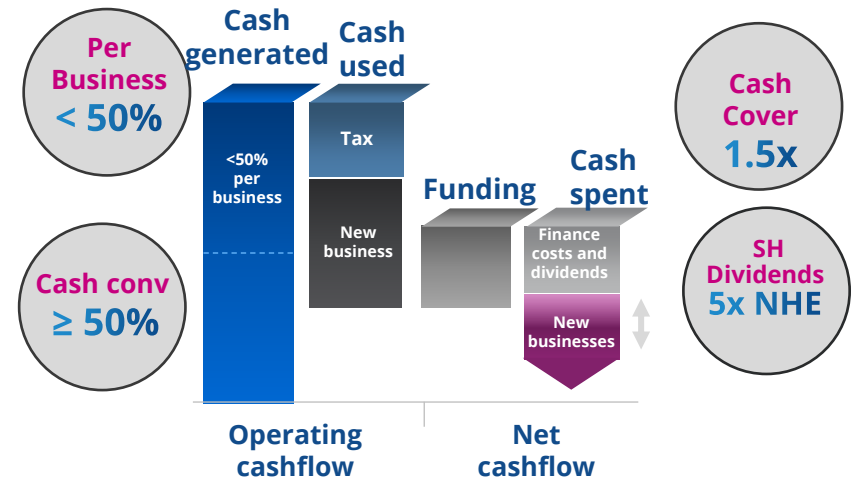 Per
Business
< 50%
Cash
generated
Cash
used
<50%
per
business
Tax
New
business
Funding
Cash
spent
Finance
costs and
dividends
New
businesses
Cash
Cover
1.5x
Cash conv
≥ 50%
SH
Dividends
5x NHE
Operating
cashflow
Net
cashflow